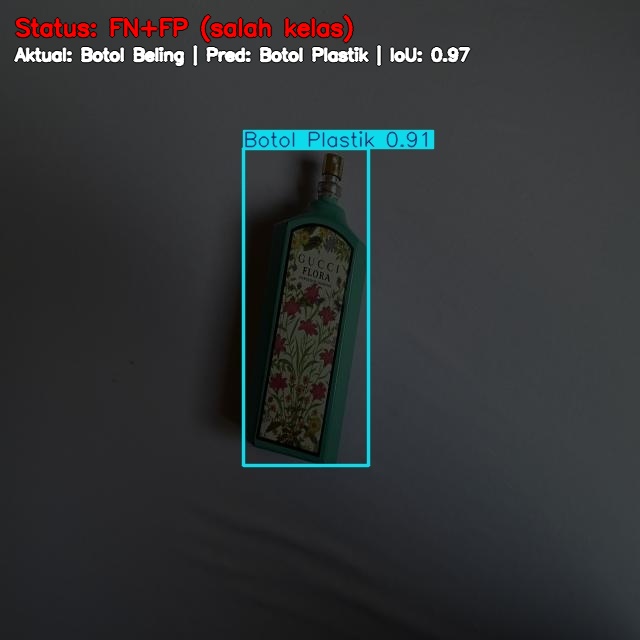 Status: FN+FP (salah kelas)
Aktual: Botol Beling | Pred: Botol Plastik | IoU: 0.97
Botol Plastik 0.91
GUCCI
FLORA